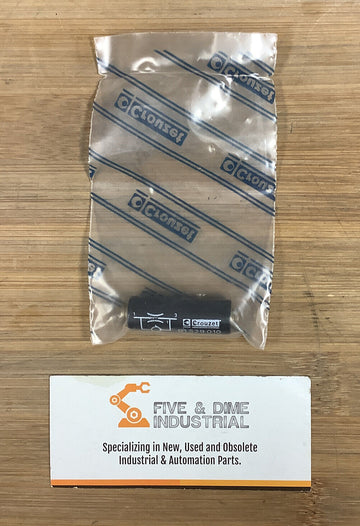 Crouzet
Crouzet
Crouzet
Crouzet
Crouzet
Crouzet
FIVE & DIME
INDUSTRIAL
Specializing in New, Used and Obsolete
Industrial & Automation Parts.